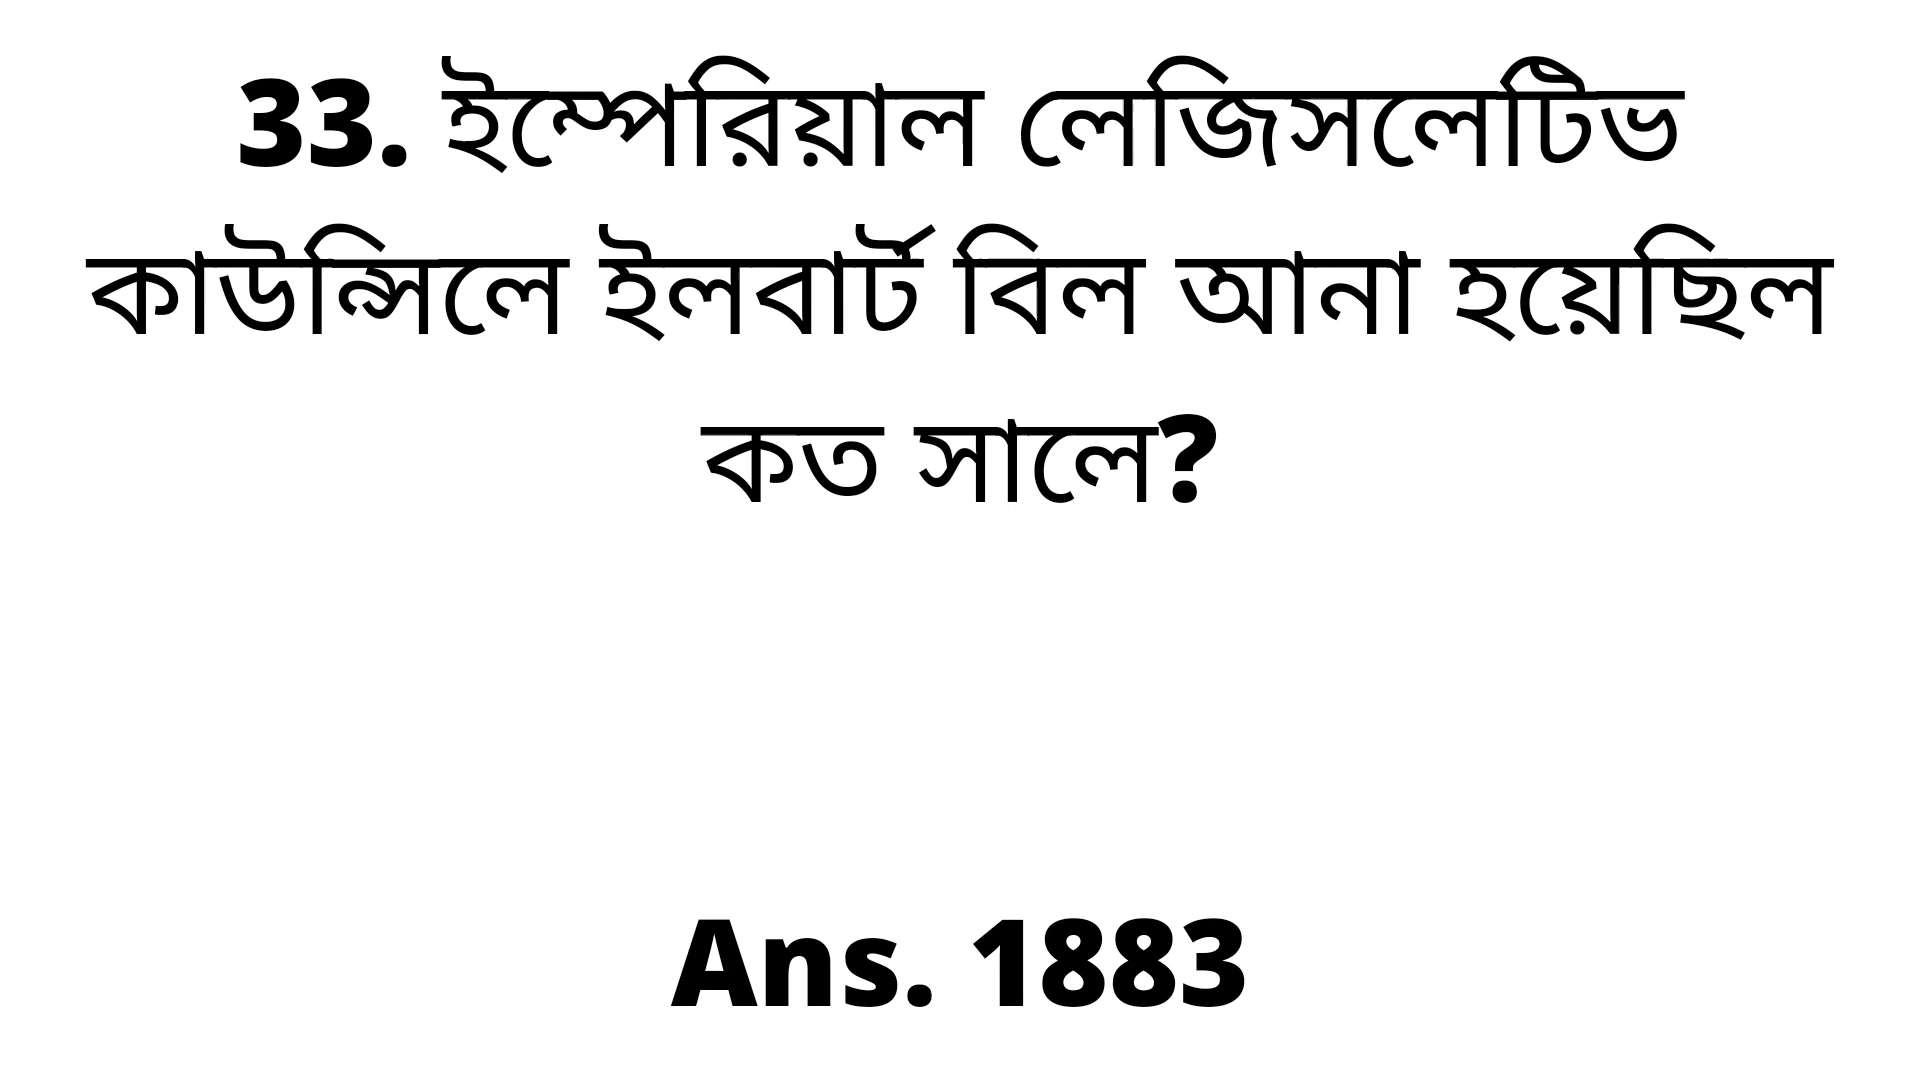 33. ইম্পেরিয়াল লেজিসলেটিভ
কাউন্সিলে ইলবার্ট বিল আনা হয়েছিল
কত সালে?
Ans. 1883